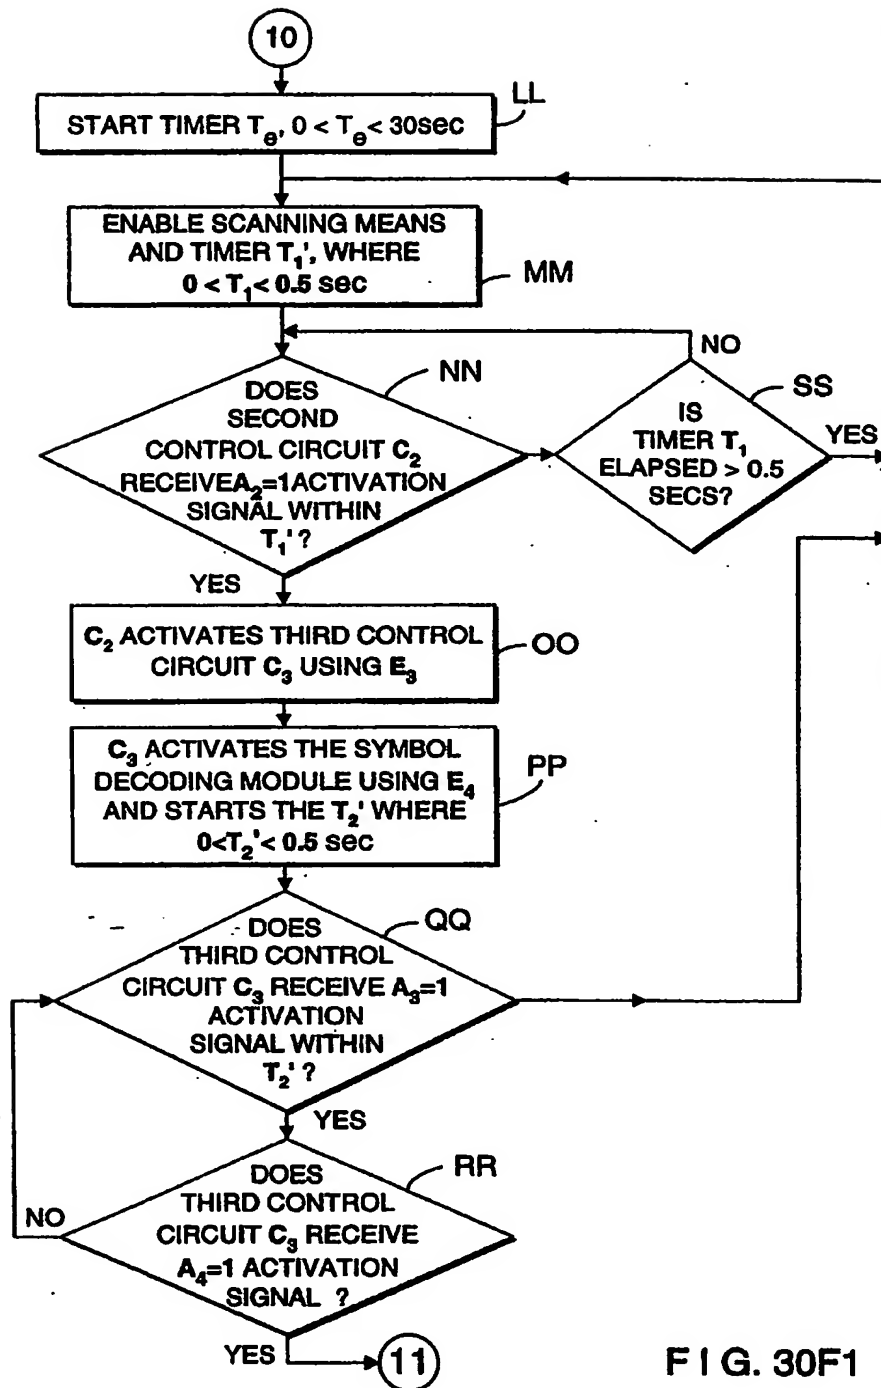 10
LL
START TIMER Te, 0 < Te < 30sec
ENABLE SCANNING MEANS
AND TIMER T1', WHERE
0 < T1 < 0.5 sec
MM
NN
DOES
SECOND
CONTROL CIRCUIT C2
RECEIVEA2=1ACTIVATION
SIGNAL WITHIN
T1' ?
NO
SS
IS
TIMER T1
ELAPSED > 0.5
SECS?
YES
YES
C2 ACTIVATES THIRD CONTROL
CIRCUIT C3 USING E3
OO
C3 ACTIVATES THE SYMBOL
DECODING MODULE USING E4
AND STARTS THE T2' WHERE
0<T2'< 0.5 sec
PP
QQ
DOES
THIRD CONTROL
CIRCUIT C3 RECEIVE A3=1
ACTIVATION
SIGNAL WITHIN
T2' ?
YES
RR
DOES
THIRD CONTROL
CIRCUIT C3 RECEIVE
A4=1 ACTIVATION
SIGNAL ?
NO
YES
11
FIG. 30F1